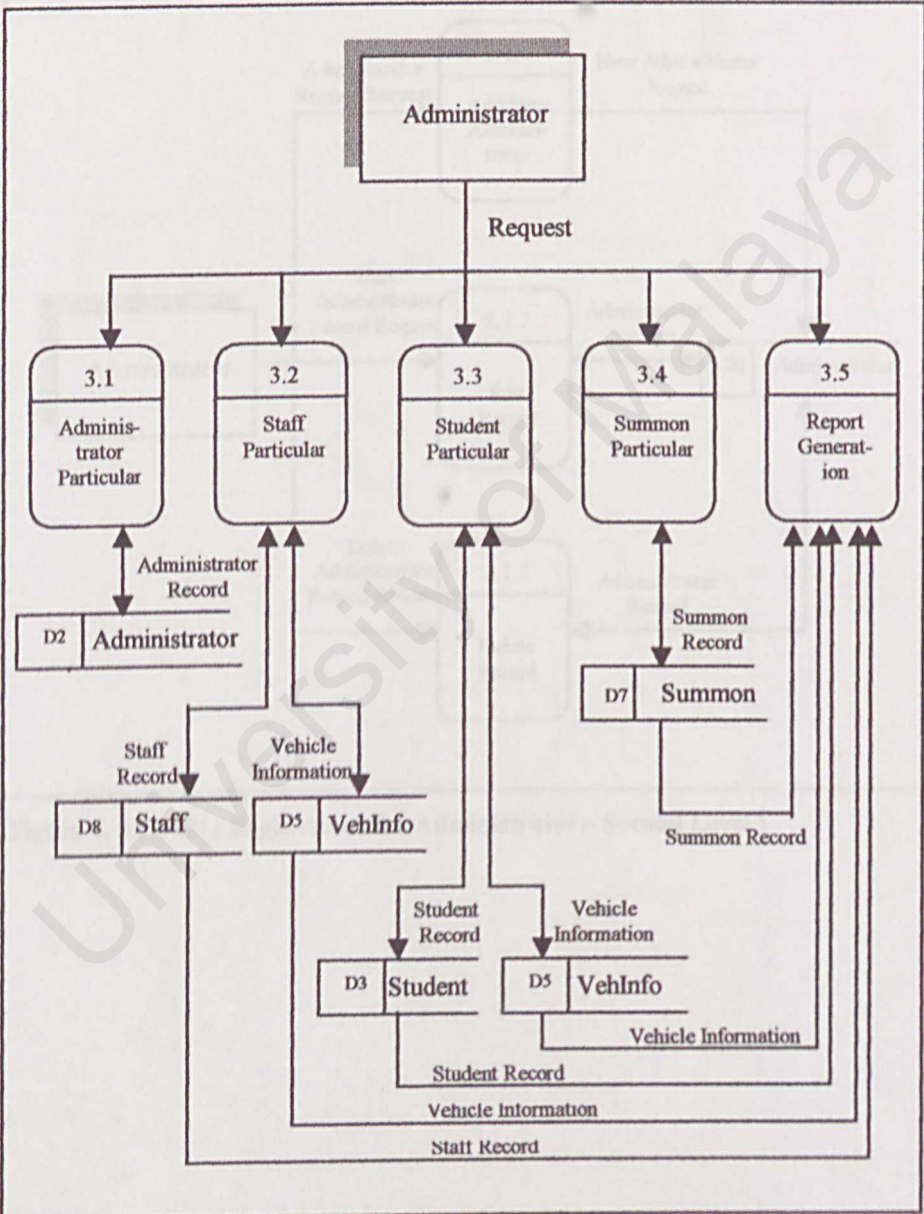 Administrator
Request
3.1
Adminis-
trator
Particular
3.2
Staff
Particular
3.3
Student
Particular
3.4
Summon
Particular
3.5
Report
Generat-
ion
Administrator
Record
D2 Administrator
Summon
Record
D7 Summon
Staff
Record
Vehicle
Information
D8 Staff
D5 VehInfo
Summon Record
Student
Record
Vehicle
Information
D3 Student
D5 VehInfo
Vehicle Information
Student Record
Vehicle Information
Staff Record
University of Malaya